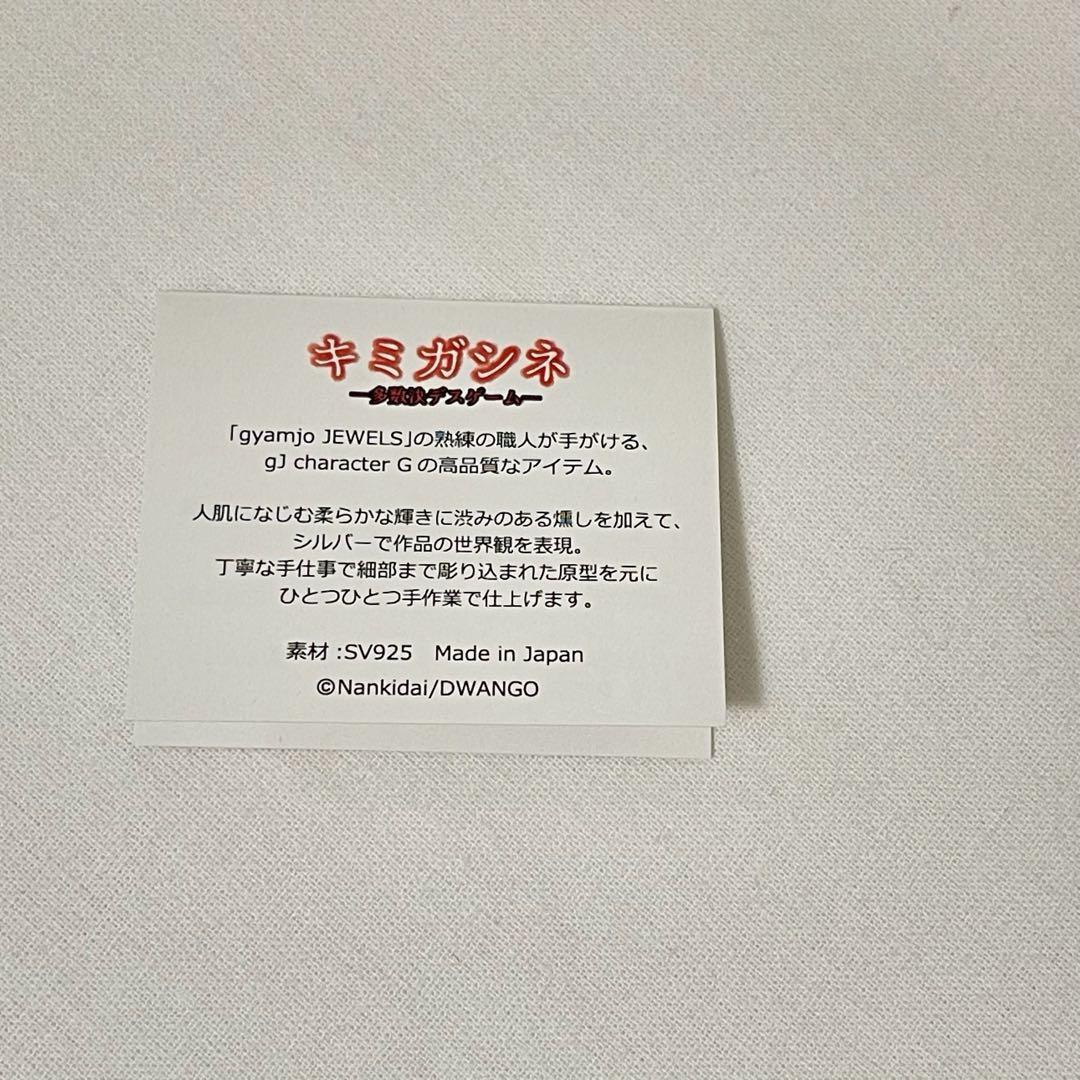 キミガシネ
―多数決デスゲーム―
「gyamjo JEWELS」の熟練の職人が手がける、
gJ character G の高品質なアイテム。
人肌になじむ柔らかな輝きに渋みのある燻しを加えて、
シルバーで作品の世界観を表現。
丁寧な手仕事で細部まで彫り込まれた原型を元に
ひとつひとつ手作業で仕上げます。
素材 :SV925 Made in Japan
©Nankidai/DWANGO